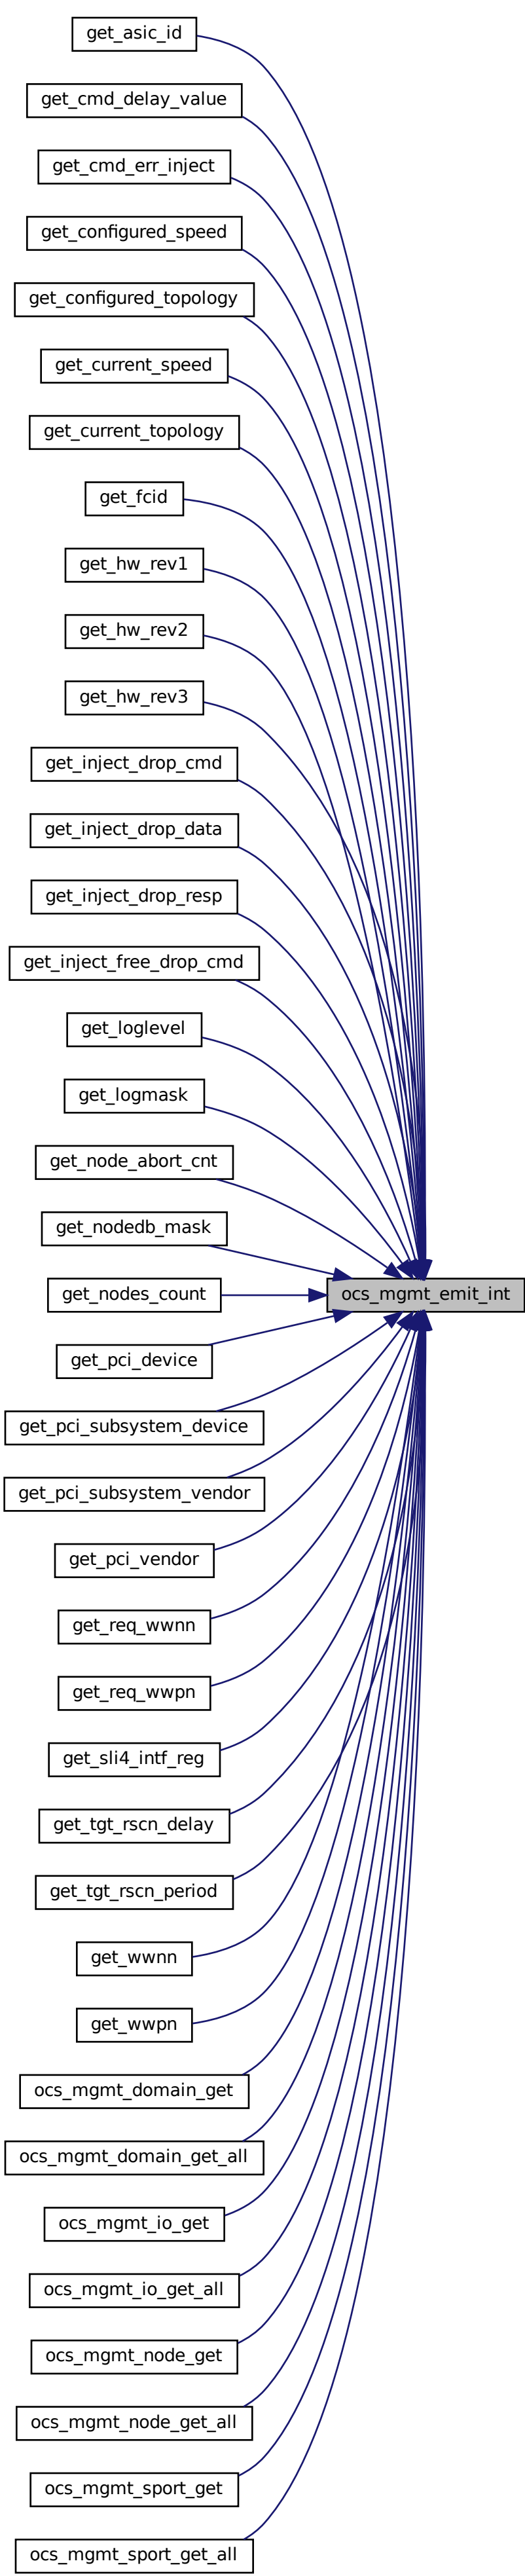 get_asic_id
get_cmd_delay_value
get_cmd_err_inject
get_configured_speed
get_configured_topology
get_current_speed
get_current_topology
get_fcid
get_hw_rev1
get_hw_rev2
get_hw_rev3
get_inject_drop_cmd
get_inject_drop_data
get_inject_drop_resp
get_inject_free_drop_cmd
get_loglevel
get_logmask
get_node_abort_cnt
get_nodedb_mask
get_nodes_count
ocs_mgmt_emit_int
get_pci_device
get_pci_subsystem_device
get_pci_subsystem_vendor
get_pci_vendor
get_req_wwnn
get_req_wwpn
get_sli4_intf_reg
get_tgt_rscn_delay
get_tgt_rscn_period
get_wwnn
get_wwpn
ocs_mgmt_domain_get
ocs_mgmt_domain_get_all
ocs_mgmt_io_get
ocs_mgmt_io_get_all
ocs_mgmt_node_get
ocs_mgmt_node_get_all
ocs_mgmt_sport_get
ocs_mgmt_sport_get_all